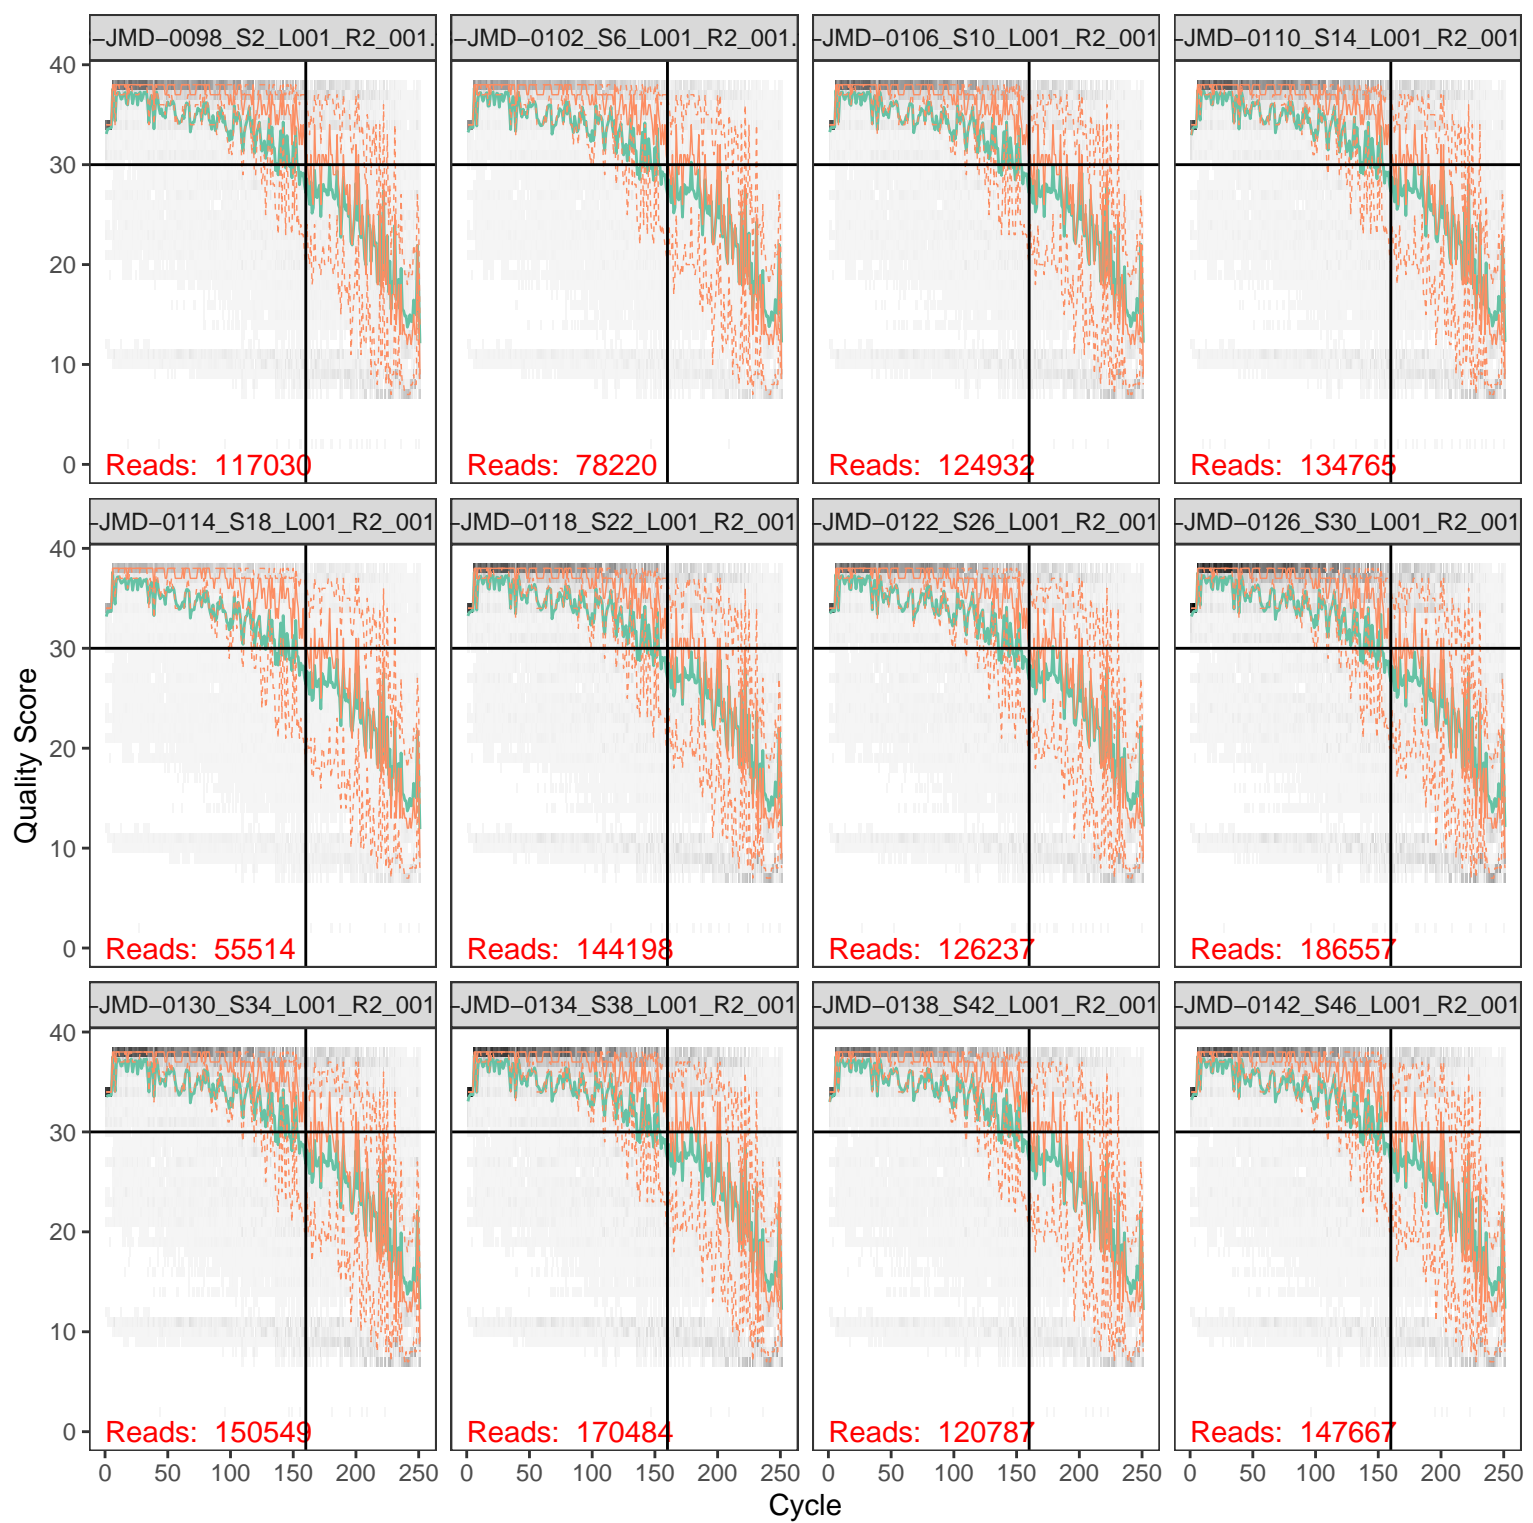 -JMD-0098_S2_L001_R2_001.
-JMD-0102_S6_L001_R2_001.
-JMD-0106_S10_L001_R2_001
-JMD-0110_S14_L001_R2_001
40
30
20
10
0
Reads: 117030
Reads: 78220
Reads: 124932
Reads: 134765
-JMD-0114_S18_L001_R2_001
-JMD-0118_S22_L001_R2_001
-JMD-0122_S26_L001_R2_001
-JMD-0126_S30_L001_R2_001
40
30
20
10
0
Quality Score
Reads: 55514
Reads: 144198
Reads: 126237
Reads: 186557
-JMD-0130_S34_L001_R2_001
-JMD-0134_S38_L001_R2_001
-JMD-0138_S42_L001_R2_001
-JMD-0142_S46_L001_R2_001
40
30
20
10
0
Reads: 150549
Reads: 170484
Reads: 120787
Reads: 147667
0 50 100 150 200 250
0 50 100 150 200 250
0 50 100 150 200 250
0 50 100 150 200 250
Cycle